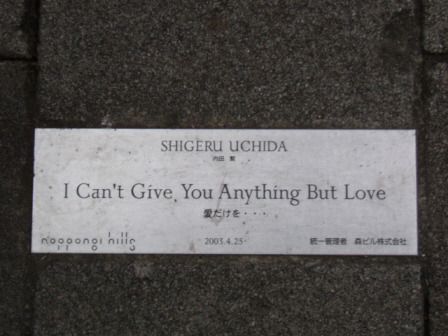 SHIGERU UCHIDA
内田 繁
I Can't Give You Anything But Love
愛だけを・・・
roppongi hills 2003.4.25 統一管理者 森ビル株式会社